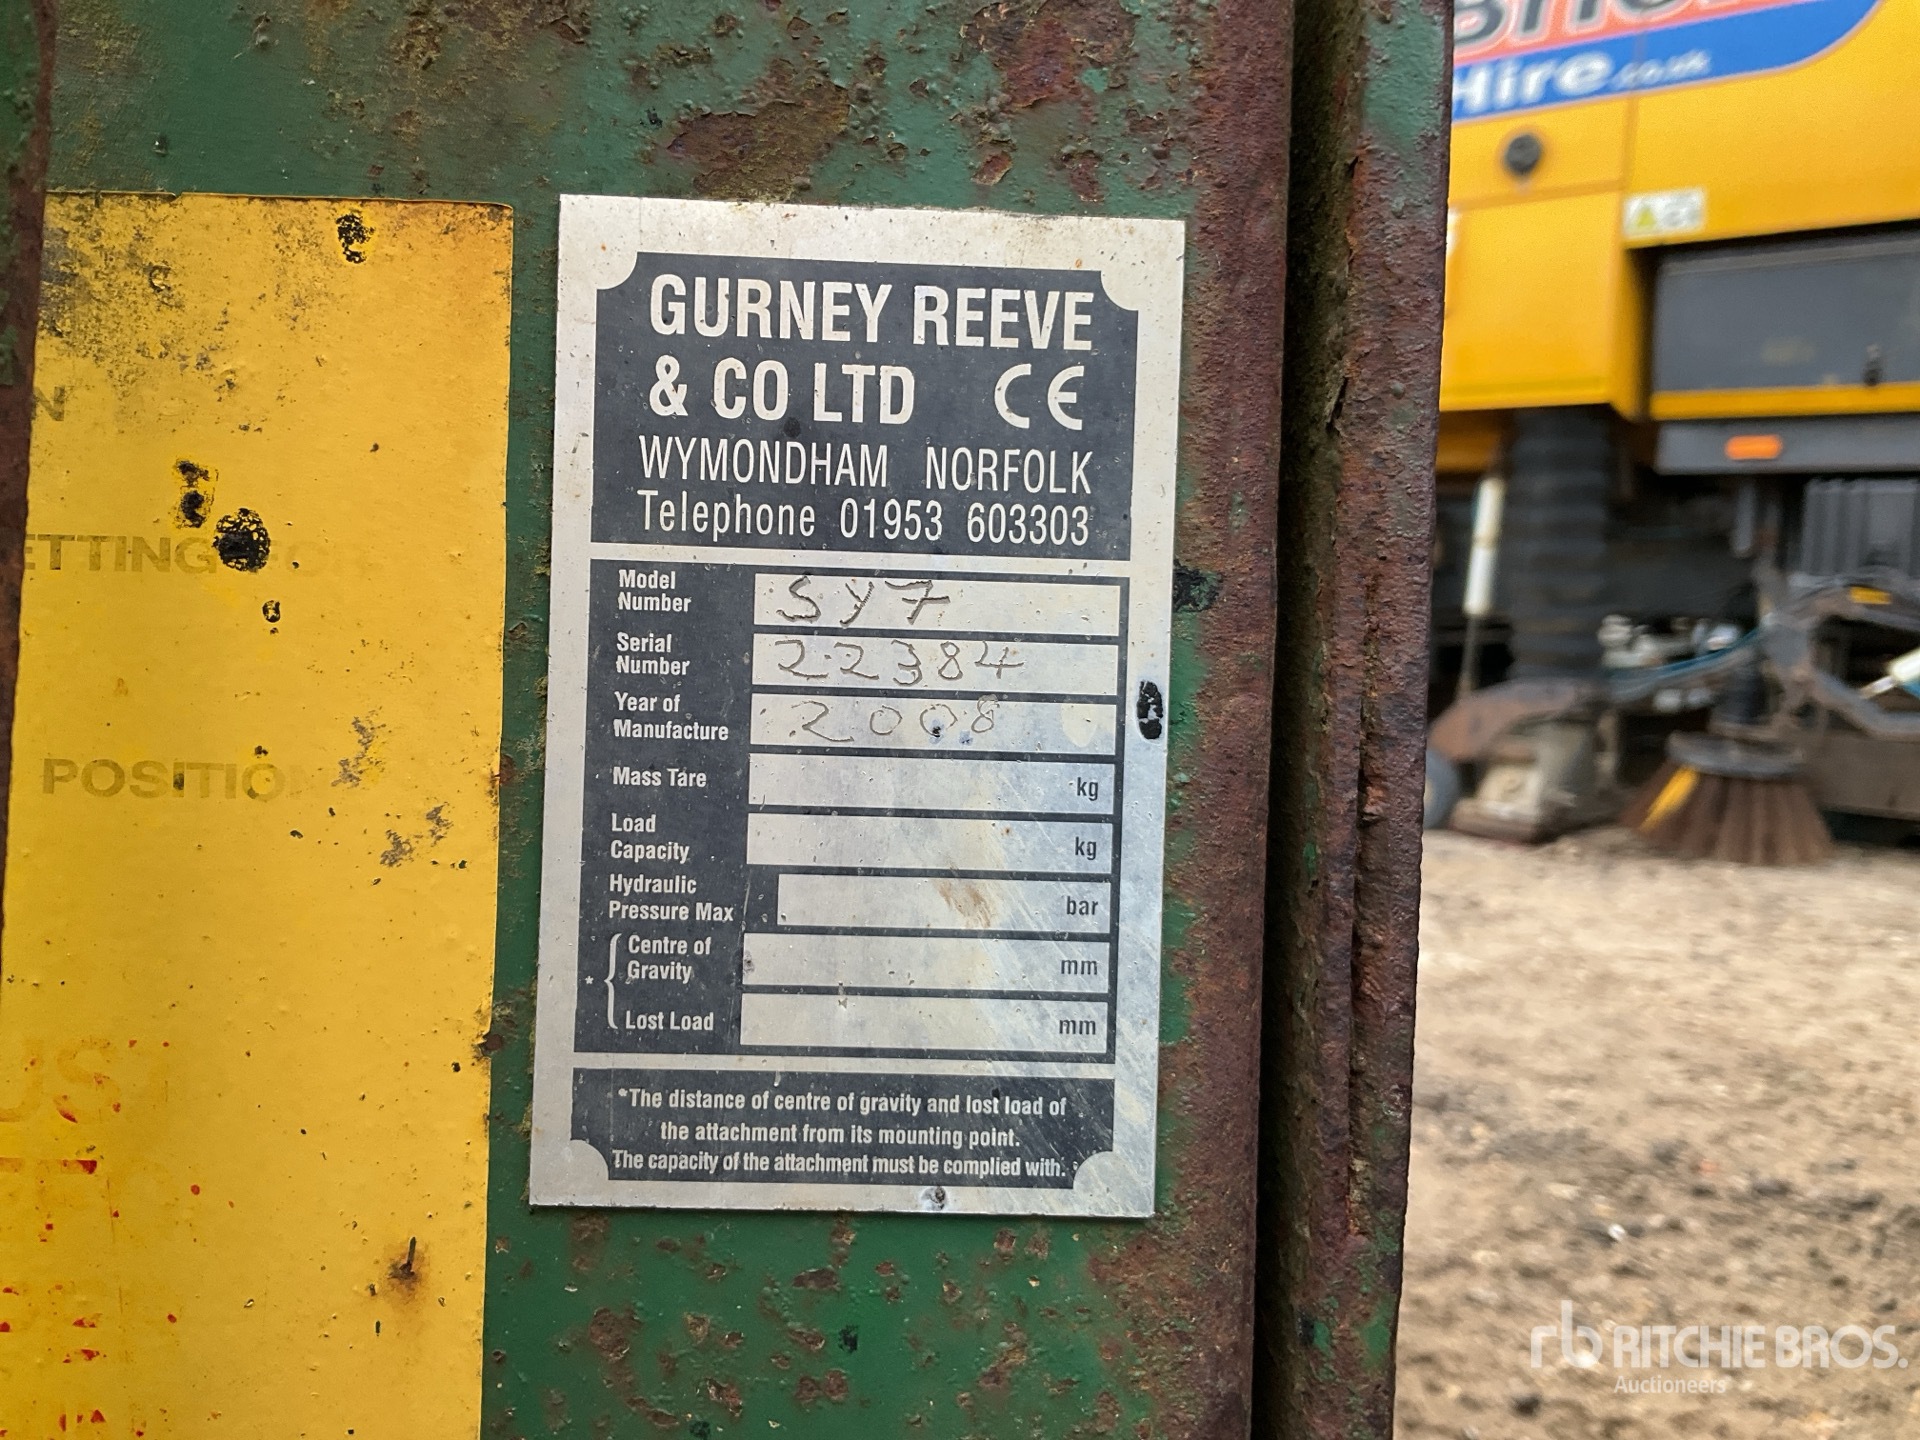 GURNEY REEVE
& CO LTD CE
WYMONDHAM NORFOLK
Telephone 01953 603303
Model Number SY7
Serial Number 22384
Year of Manufacture 2008
Mass Tare kg
Load Capacity kg
Hydraulic Pressure Max bar
* Centre of Gravity mm
Lost Load mm
*The distance of centre of gravity and lost load of
the attachment from its mounting point.
The capacity of the attachment must be complied with.
ETTING
POSITION
Hire.co.uk
rb RITCHIE BROS.
Auctioneers